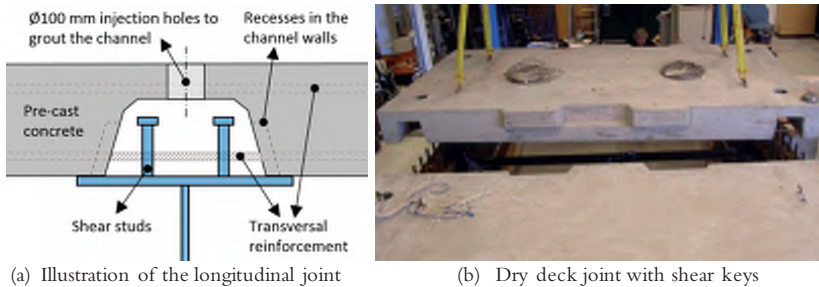 Ø100 mm injection holes to
grout the channel
Recesses in the
channel walls
Pre-cast
concrete
Shear studs
Transversal
reinforcement
(a) Illustration of the longitudinal joint
(b) Dry deck joint with shear keys